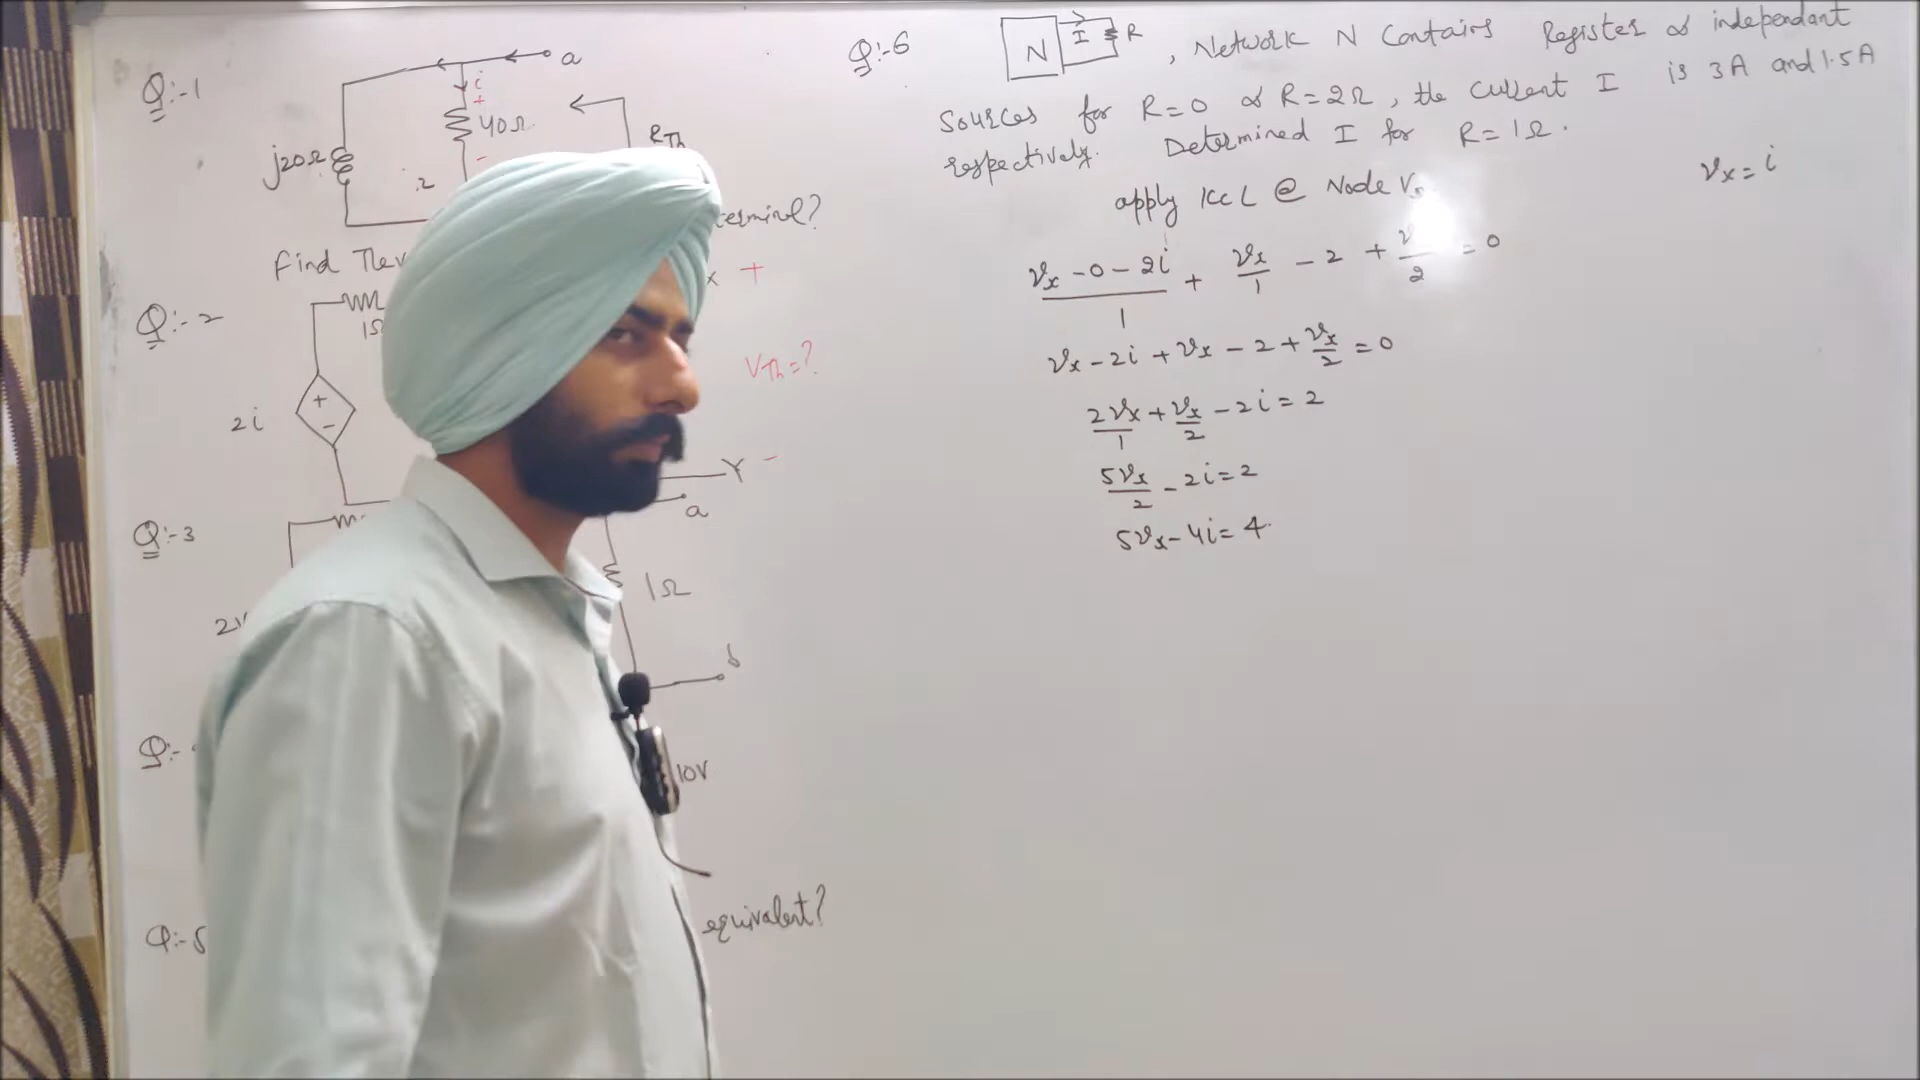 Q:-1
a
i
+
40Ω
-
j20Ω
RTh
Find
Q:-2
1Ω
+
2i
+
-
VTh=?
Y -
Q:-3
a
1Ω
b
10V
Q:-5
equivalent?
Q:-6
N
I
R
, Network N Contains Register & independant
Sources for R=0 & R=2Ω, the current I is 3A and 1.5A
respectively. Determined I for R=1Ω.
apply KCL @ Node
Vx = i
Vx-0-2i/1 + Vx/1 - 2 + V/2 = 0
Vx-2i+Vx-2+Vx/2=0
2Vx/1+Vx/2-2i=2
5Vx/2-2i=2
5Vx-4i=4.